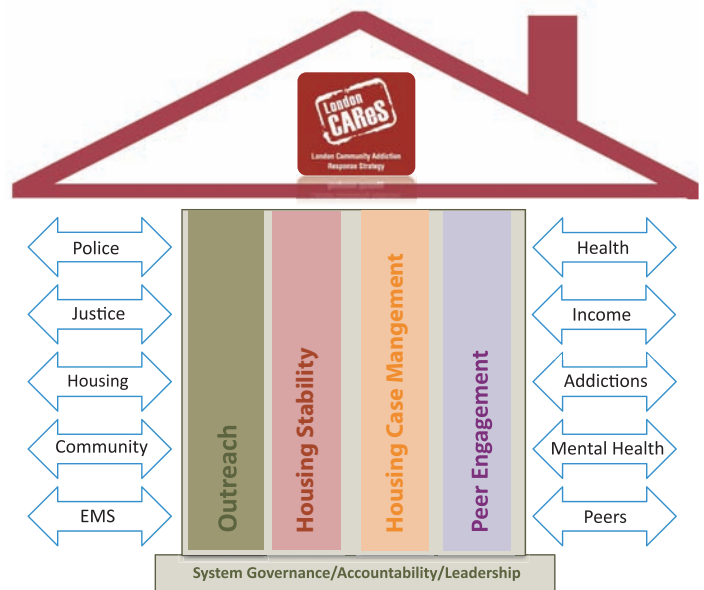 London
CAReS
London Community Addiction
Response Strategy
Police
Justice
Housing
Community
EMS
Outreach
Housing Stability
Housing Case Mangement
Peer Engagement
Health
Income
Addictions
Mental Health
Peers
System Governance/Accountability/Leadership